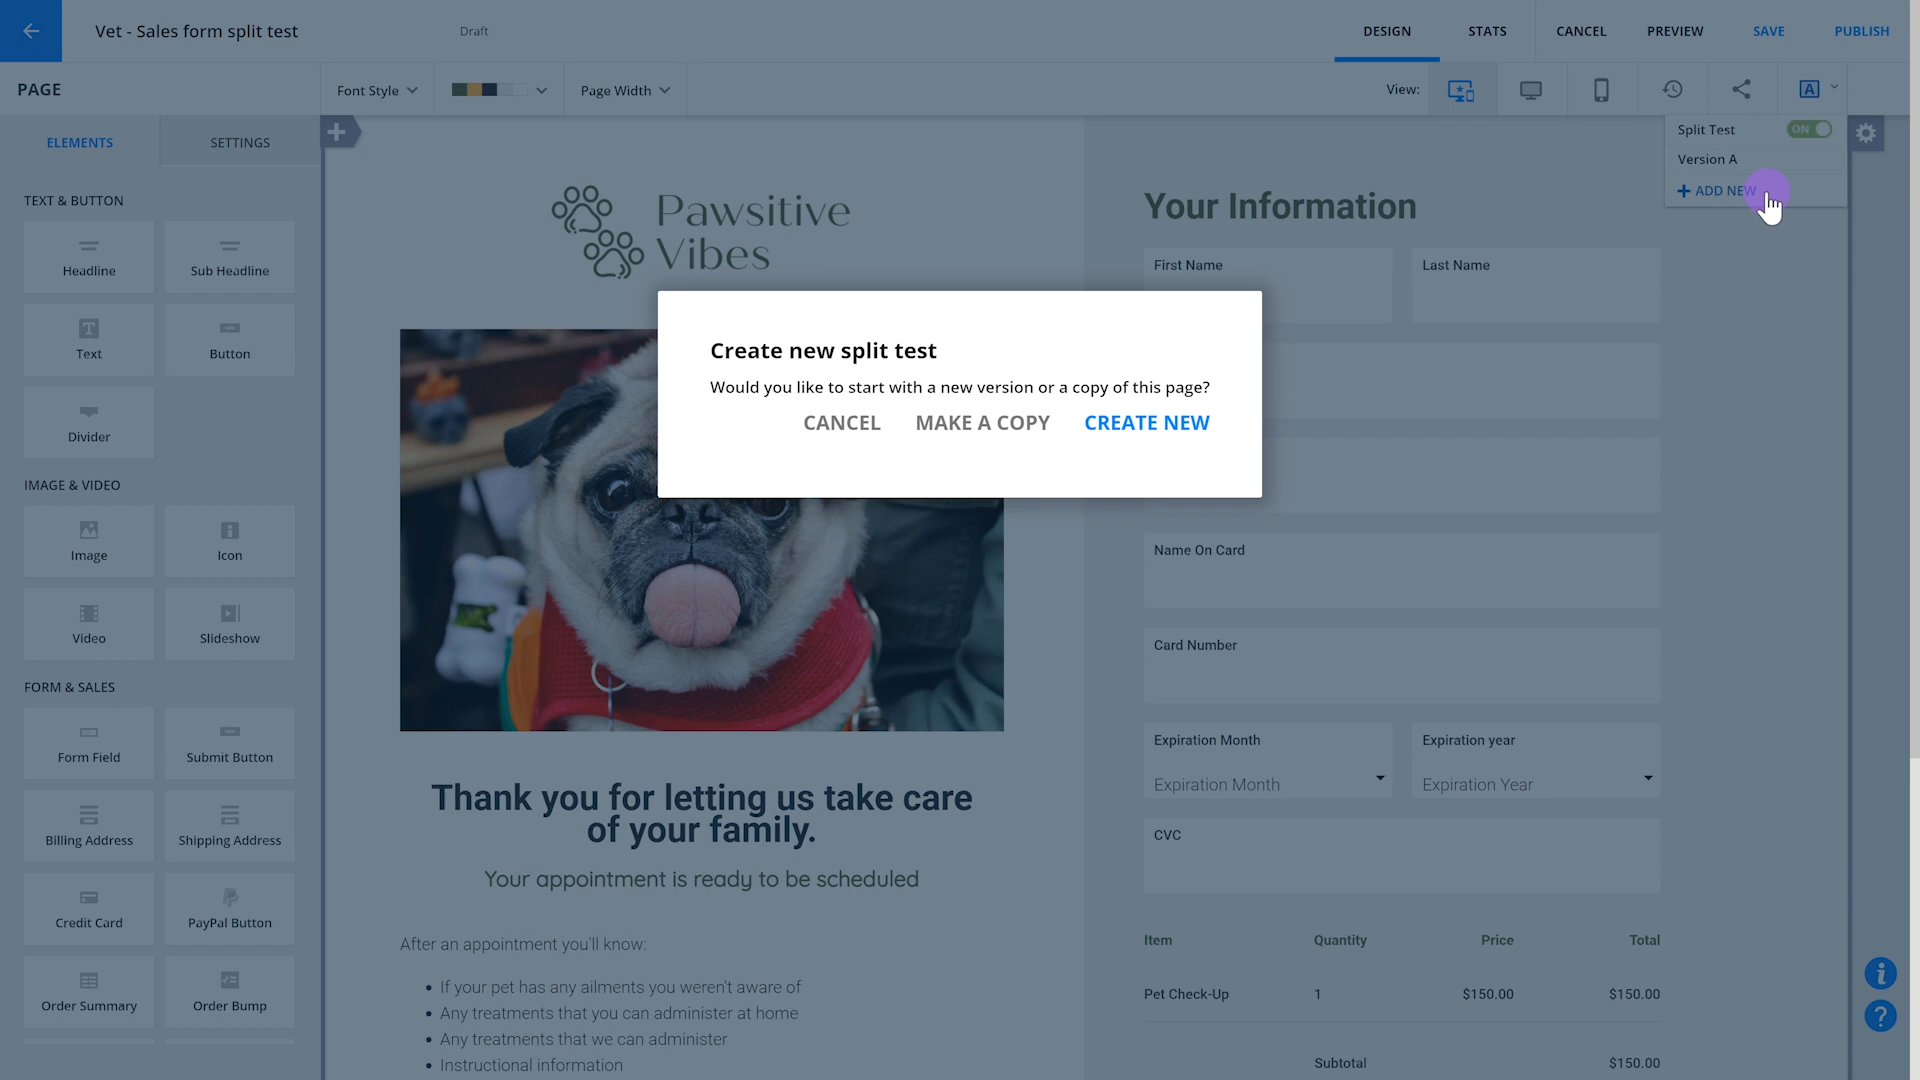 Vet - Sales form split test
Draft
DESIGN
STATS
CANCEL
PREVIEW
SAVE
PUBLISH
PAGE
Font Style
Page Width
View:
A
ELEMENTS
SETTINGS
Split Test
ON
Version A
+ ADD NEW
TEXT & BUTTON
Headline
Sub Headline
Text
Button
Divider
IMAGE & VIDEO
Image
Icon
Video
Slideshow
FORM & SALES
Form Field
Submit Button
Billing Address
Shipping Address
Credit Card
PayPal Button
Order Summary
Order Bump
Pawsitive
Vibes
Create new split test
Would you like to start with a new version or a copy of this page?
CANCEL
MAKE A COPY
CREATE NEW
Thank you for letting us take care
of your family.
Your appointment is ready to be scheduled
After an appointment you'll know:
• If your pet has any ailments you weren't aware of
• Any treatments that you can administer at home
• Any treatments that we can administer
• Instructional information
Your Information
First Name
Last Name
Name On Card
Card Number
Expiration Month
Expiration year
Expiration Month
Expiration Year
CVC
Item Quantity Price Total
Pet Check-Up 1 $150.00 $150.00
Subtotal $150.00